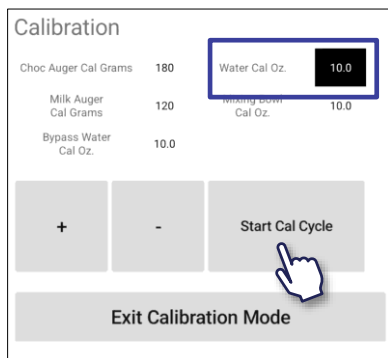 Calibration
Choc Auger Cal Grams 180 Water Cal Oz. 10.0
Milk Auger
Cal Grams 120 Mixing Bowl
Cal Oz. 10.0
Bypass Water
Cal Oz. 10.0
+ - Start Cal Cycle
Exit Calibration Mode